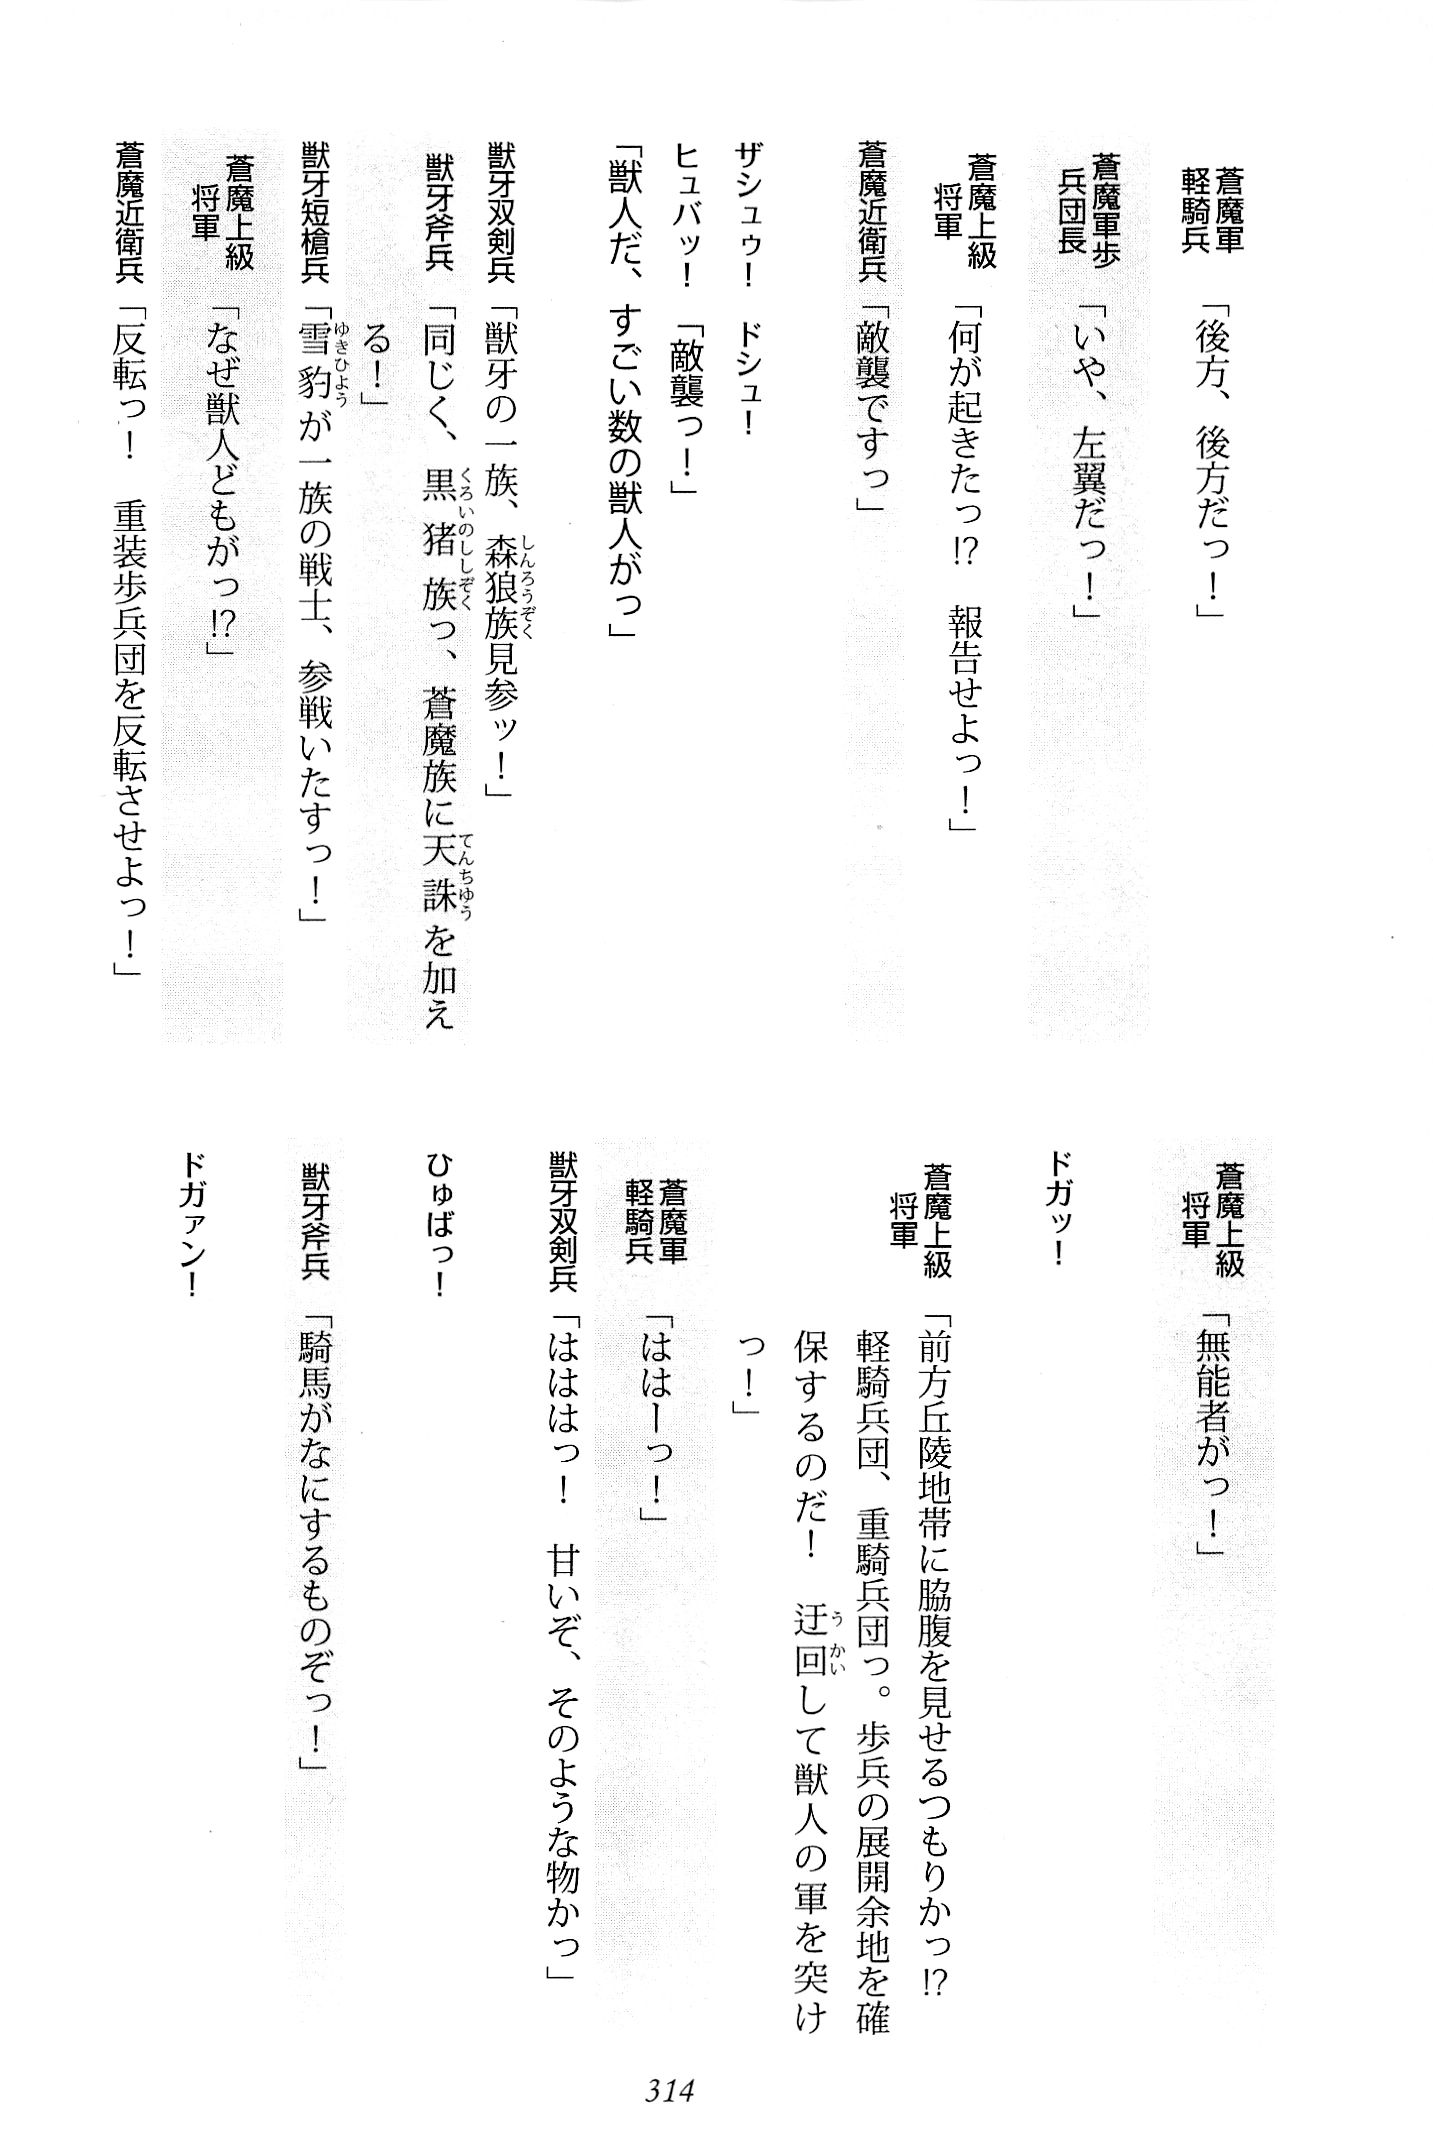 蒼魔軍軽騎兵「後方、後方だっ！」
蒼魔軍歩兵団長「いや、左翼だっ！」
蒼魔上級将軍「何が起きたっ!?　報告せよっ！」
蒼魔近衛兵「敵襲ですっ」
ザシュゥ！　ドシュ！
ヒュバッ！「敵襲っ！」
「獣人だ、すごい数の獣人がっ」
獣牙双剣兵「獣牙の一族、森狼族見参ッ！」
獣牙斧兵「同じく、黒猪族っ、蒼魔族に天誅を加え
る！」
獣牙短槍兵「雪豹が一族の戦士、参戦いたすっ！」
蒼魔上級将軍「なぜ獣人どもがっ!?」
蒼魔近衛兵「反転っ！　重装歩兵団を反転させよっ！」
蒼魔上級将軍「無能者がっ！」
ドガッ！
蒼魔上級将軍「前方丘陵地帯に脇腹を見せるつもりかっ!?
軽騎兵団、重騎兵団っ。歩兵の展開余地を確
保するのだ！　迂回して獣人の軍を突け
っ！」
蒼魔軍軽騎兵「ははーっ！」
獣牙双剣兵「はははっ！　甘いぞ、そのような物かっ」
ひゅばっ！
獣牙斧兵「騎馬がなにするものぞっ！」
ドガァン！
314